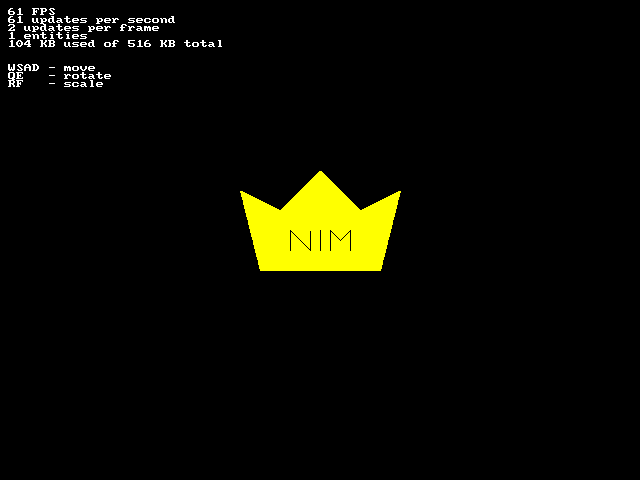 61 FPS
61 updates per second
2 updates per frame
1 entities
104 KB used of 516 KB total
WSAD - move
QE   - rotate
RF   - scale
NIM